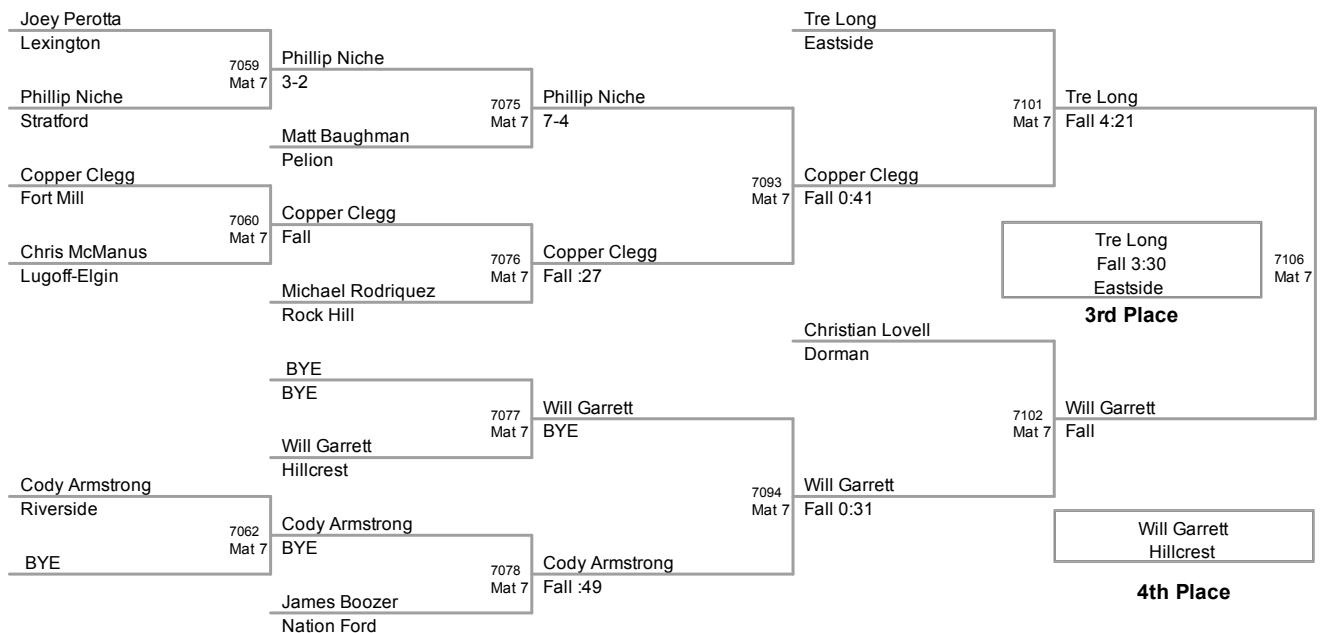 Joey Perotta
Lexington
7059
Mat 7
Phillip Niche
Stratford
Copper Clegg
Fort Mill
7060
Mat 7
Chris McManus
Lugoff-Elgin
Cody Armstrong
Riverside
7062
Mat 7
BYE
Phillip Niche
3-2
7075
Mat 7
Matt Baughman
Pelion
Copper Clegg
Fall
7076
Mat 7
Michael Rodriquez
Rock Hill
BYE
BYE
7077
Mat 7
Will Garrett
Hillcrest
Cody Armstrong
BYE
7078
Mat 7
James Boozer
Nation Ford
Phillip Niche
7-4
7093
Mat 7
Copper Clegg
Fall :27
Will Garrett
BYE
7094
Mat 7
Cody Armstrong
Fall :49
Tre Long
Eastside
7101
Mat 7
Copper Clegg
Fall 0:41
Christian Lovell
Dorman
7102
Mat 7
Will Garrett
Fall 0:31
Tre Long
Fall 4:21
7106
Mat 7
Will Garrett
Fall
Tre Long
Fall 3:30
Eastside
3rd Place
Will Garrett
Hillcrest
4th Place